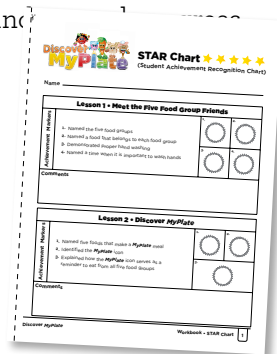 Discover
MyPlate
STAR Chart
(Student Achievement Recognition Chart)
Name
Lesson 1 • Meet the Five Food Group Friends
Achievement Markers
1. Named the five food groups
2. Named a food that belongs to each food group
3. Demonstrated proper hand washing
4. Named a time when it is important to wash hands
Comments
Lesson 2 • Discover MyPlate
Achievement Markers
1. Named five foods that make a MyPlate meal
2. Identified the MyPlate icon
3. Explained how the MyPlate icon serves as a
reminder to eat from all five food groups
Comments
Discover MyPlate
Workbook – STAR Chart 1